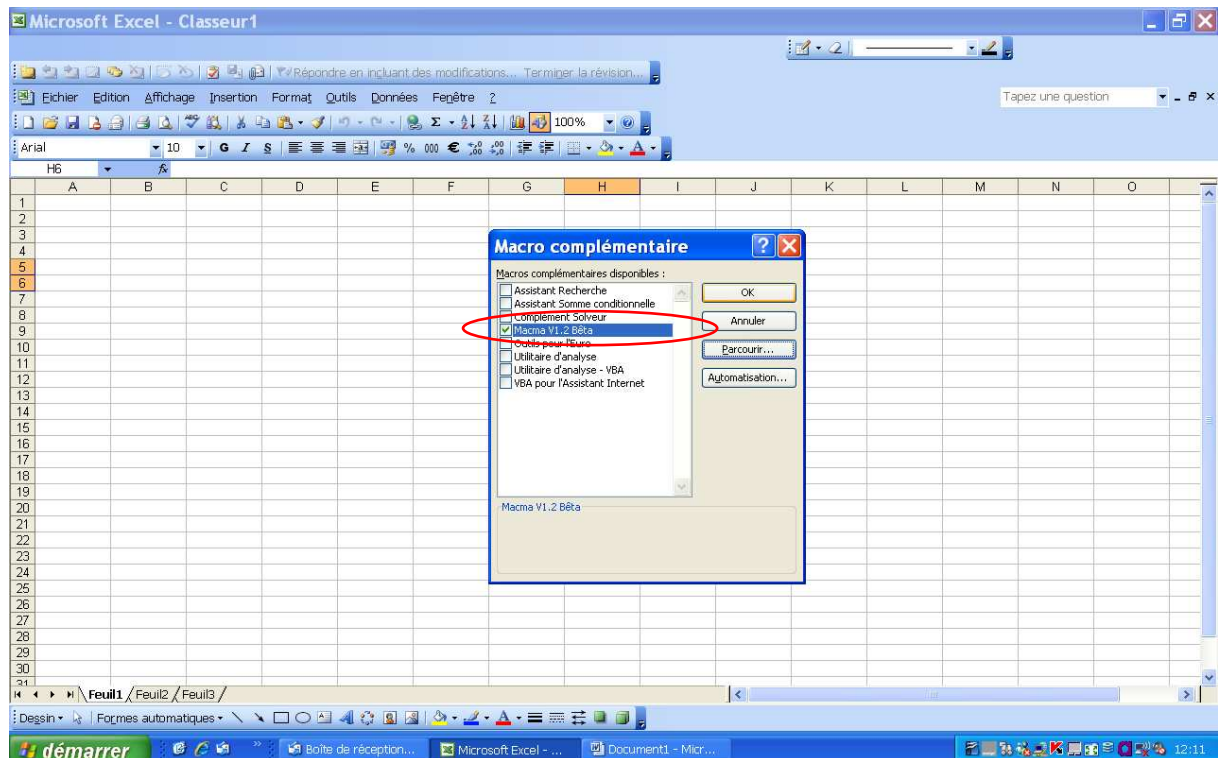 Microsoft Excel - Classeur1
Répondre en incluant des modifications... Terminer la révision...
Fichier Edition Affichage Insertion Format Outils Données Fenêtre ?
Tapez une question
100%
Arial 10 G I S % 000 €
H6 fx
A B C D E F G H I J K L M N O
1
2
3
4
5
6
7
8
9
10
11
12
13
14
15
16
17
18
19
20
21
22
23
24
25
26
27
28
29
30
31
Macro complémentaire
Macros complémentaires disponibles :
Assistant Recherche
Assistant Somme conditionnelle
Complément Solveur
Macma V1.2 Bêta
Outils pour l'Euro
Utilitaire d'analyse
Utilitaire d'analyse - VBA
VBA pour l'Assistant Internet
OK
Annuler
Parcourir...
Automatisation...
Macma V1.2 Bêta
Feuil1 Feuil2 Feuil3
Dessin Formes automatiques
démarrer Boîte de réception... Microsoft Excel - ... Document1 - Micr... 12:11